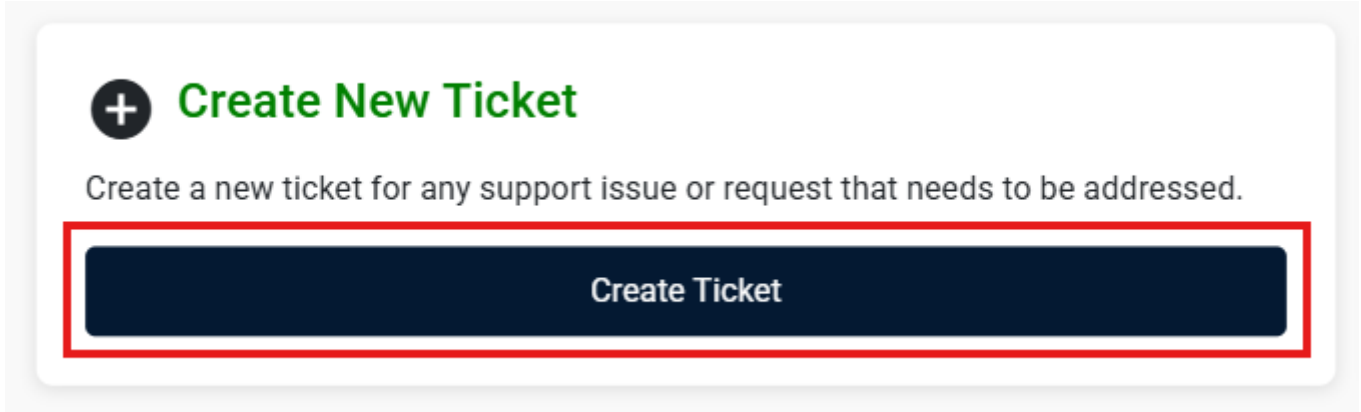 Create New Ticket
Create a new ticket for any support issue or request that needs to be addressed.
Create Ticket